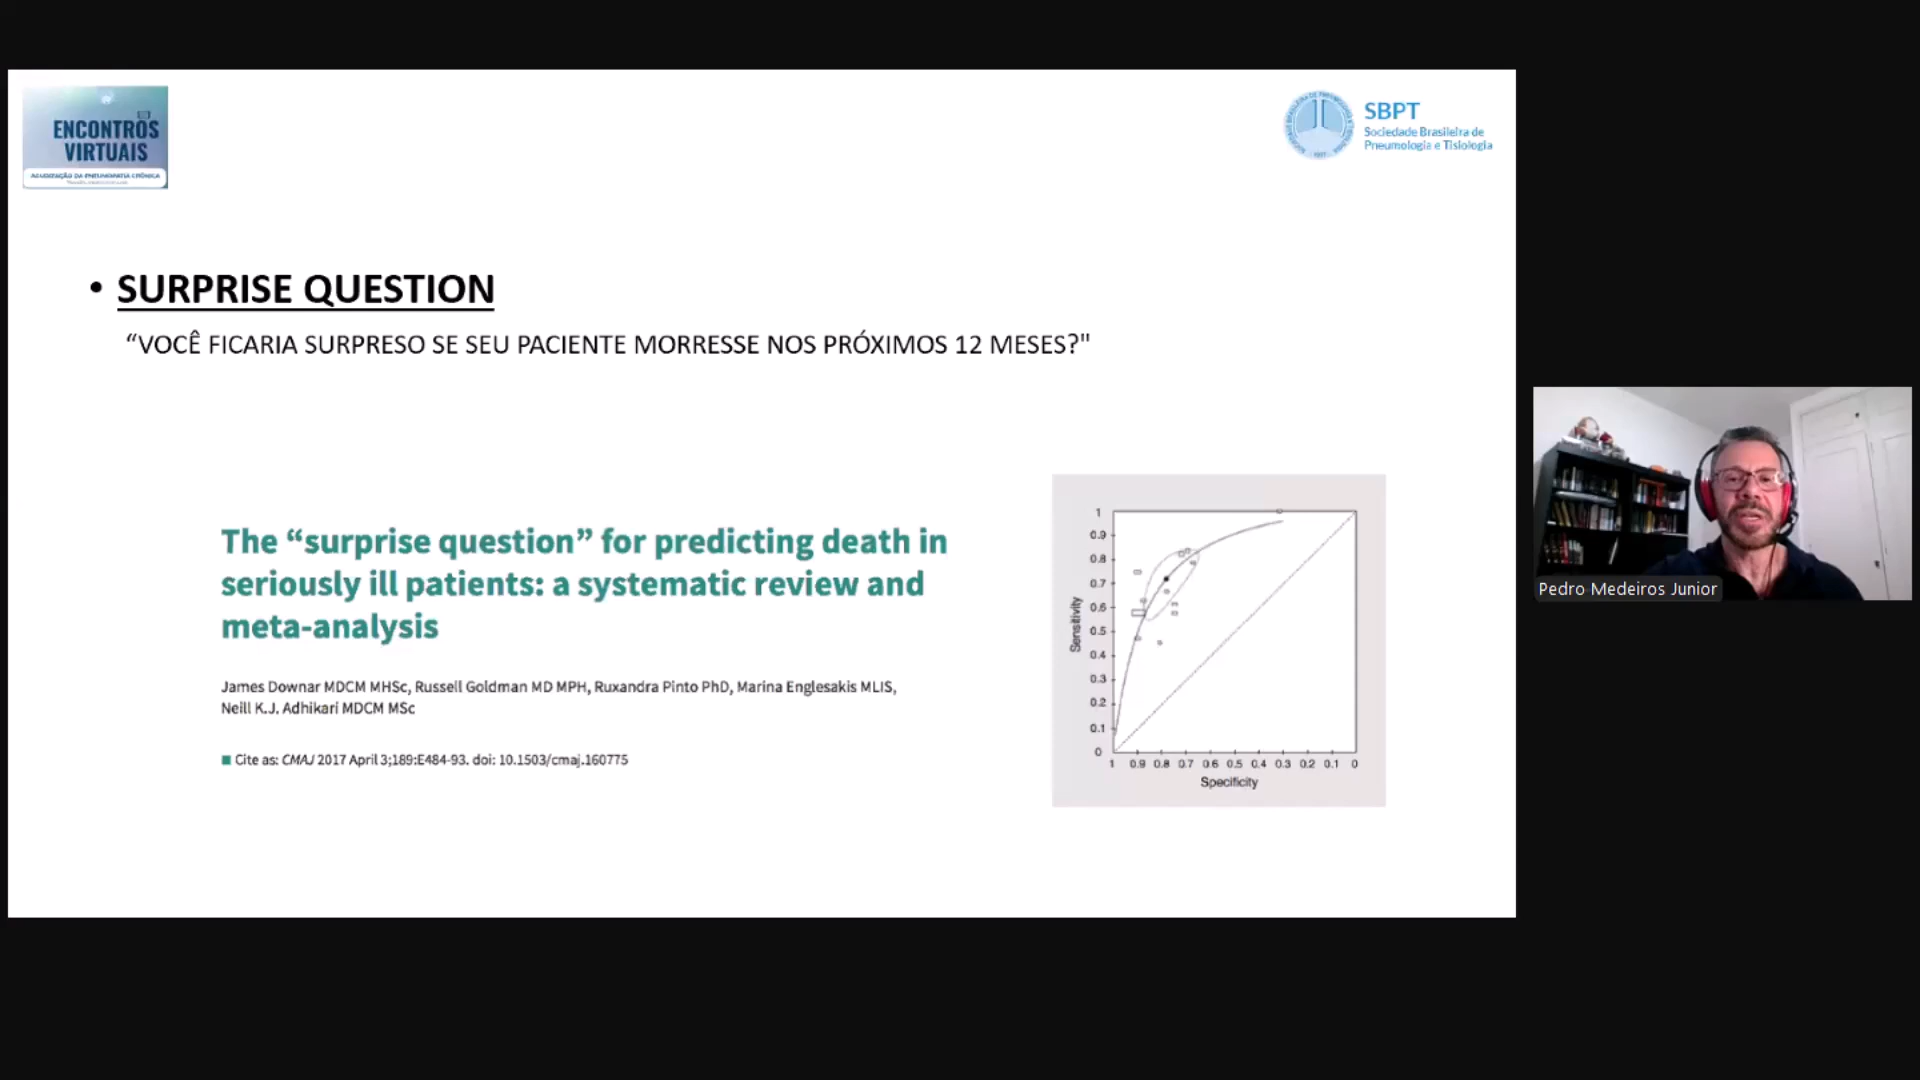 ENCONTROS
VIRTUAIS
AGUDIZAÇÃO DA PNEUMOPATIA CRÔNICA
SBPT
Sociedade Brasileira de
Pneumologia e Tisiologia
• SURPRISE QUESTION
“VOCÊ FICARIA SURPRESO SE SEU PACIENTE MORRESSE NOS PRÓXIMOS 12 MESES?"
The “surprise question” for predicting death in
seriously ill patients: a systematic review and
meta-analysis
James Downar MDCM MHSc, Russell Goldman MD MPH, Ruxandra Pinto PhD, Marina Englesakis MLIS,
Neill K.J. Adhikari MDCM MSc
■ Cite as: CMAJ 2017 April 3;189:E484-93. doi: 10.1503/cmaj.160775
Sensitivity
1
0.9
0.8
0.7
0.6
0.5
0.4
0.3
0.2
0.1
0
1 0.9 0.8 0.7 0.6 0.5 0.4 0.3 0.2 0.1 0
Specificity
Pedro Medeiros Junior